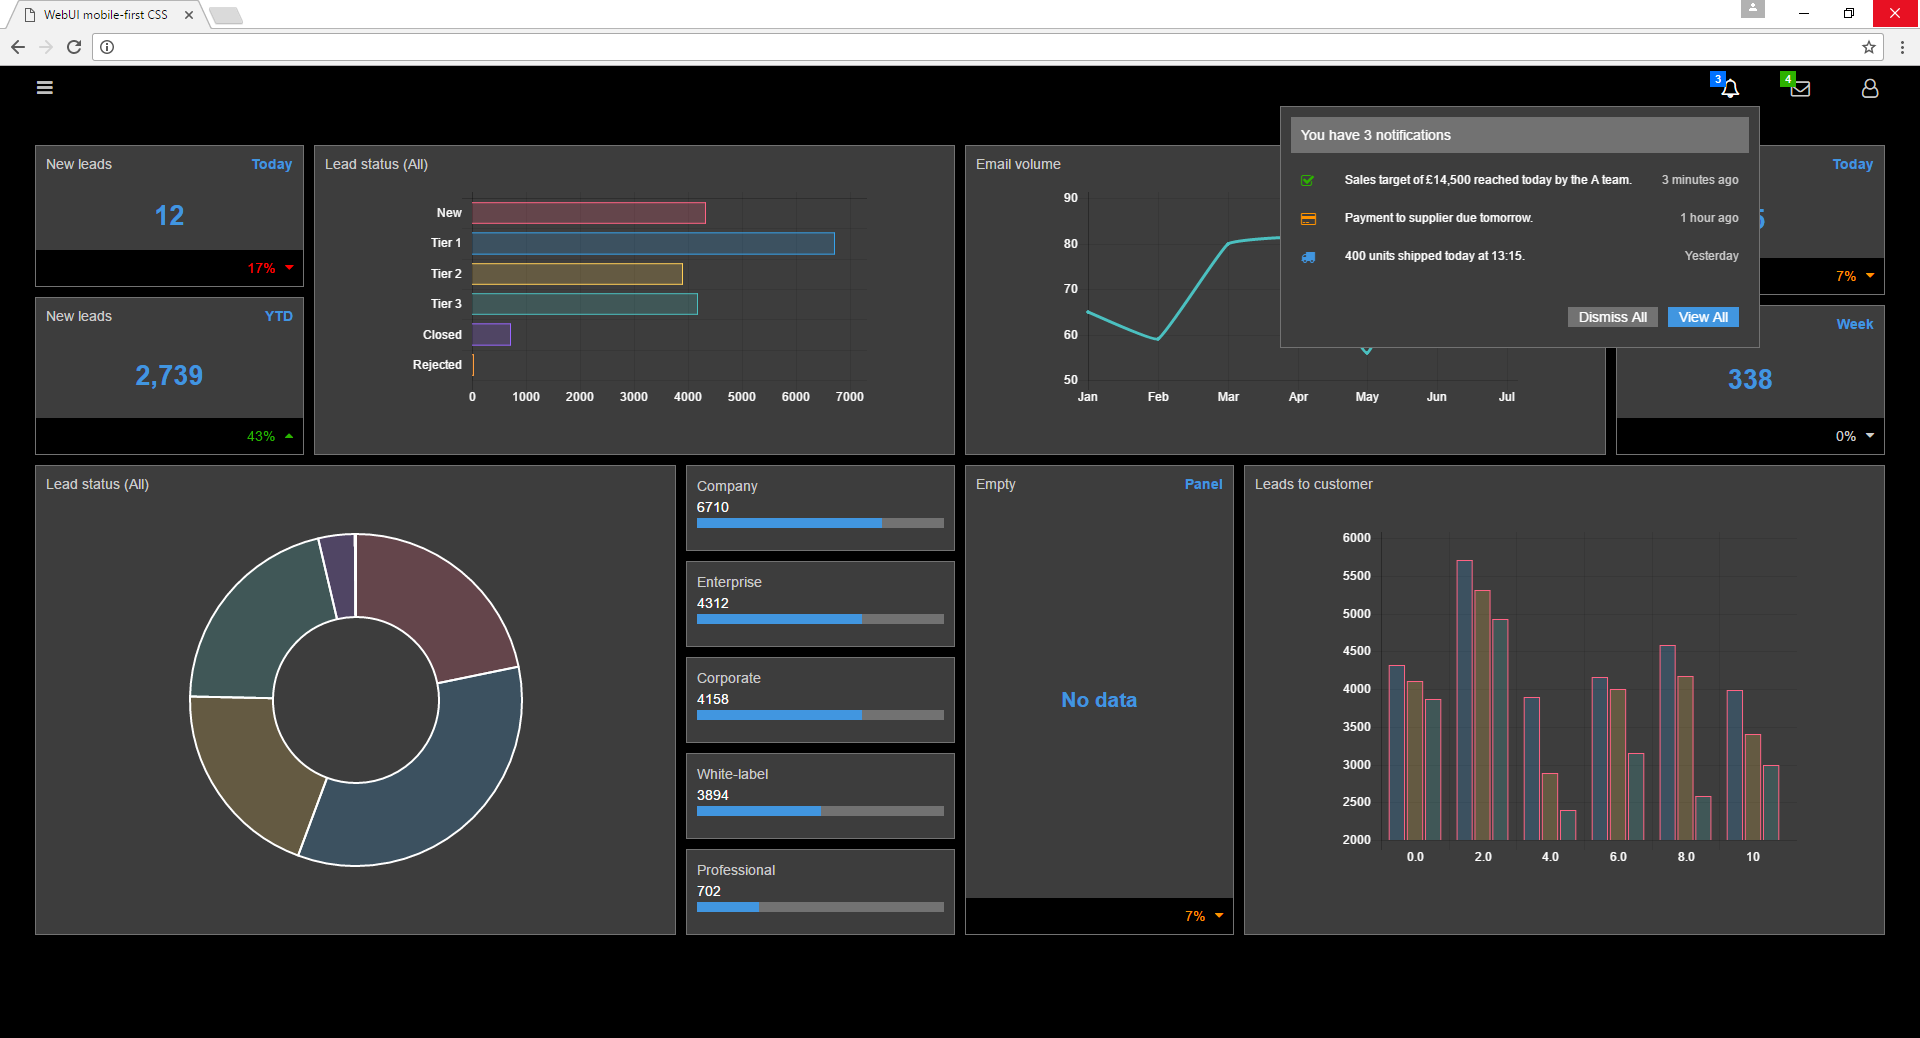 WebUI mobile-first CSS
3
4
You have 3 notifications
Sales target of £14,500 reached today by the A team. 3 minutes ago
Payment to supplier due tomorrow. 1 hour ago
400 units shipped today at 13:15. Yesterday
Dismiss All View All
New leads Today
12
17%
New leads YTD
2,739
43%
Lead status (All)
New
Tier 1
Tier 2
Tier 3
Closed
Rejected
0 1000 2000 3000 4000 5000 6000 7000
Email volume
90
80
70
60
50
Jan Feb Mar Apr May Jun Jul
Today
7%
Week
338
0%
Lead status (All)
Company
6710
Enterprise
4312
Corporate
4158
White-label
3894
Professional
702
Empty Panel
No data
7%
Leads to customer
6000
5500
5000
4500
4000
3500
3000
2500
2000
0.0 2.0 4.0 6.0 8.0 10